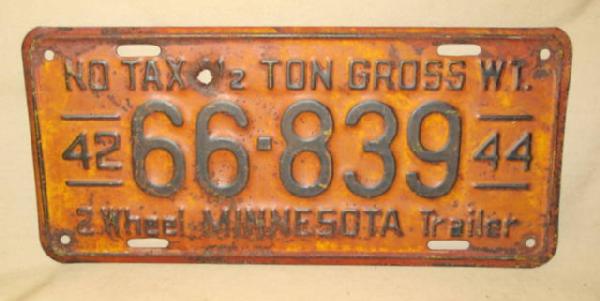 NO TAX 1/2 TON GROSS WT.
42 66-839 44
2 Wheel MINNESOTA Trailer